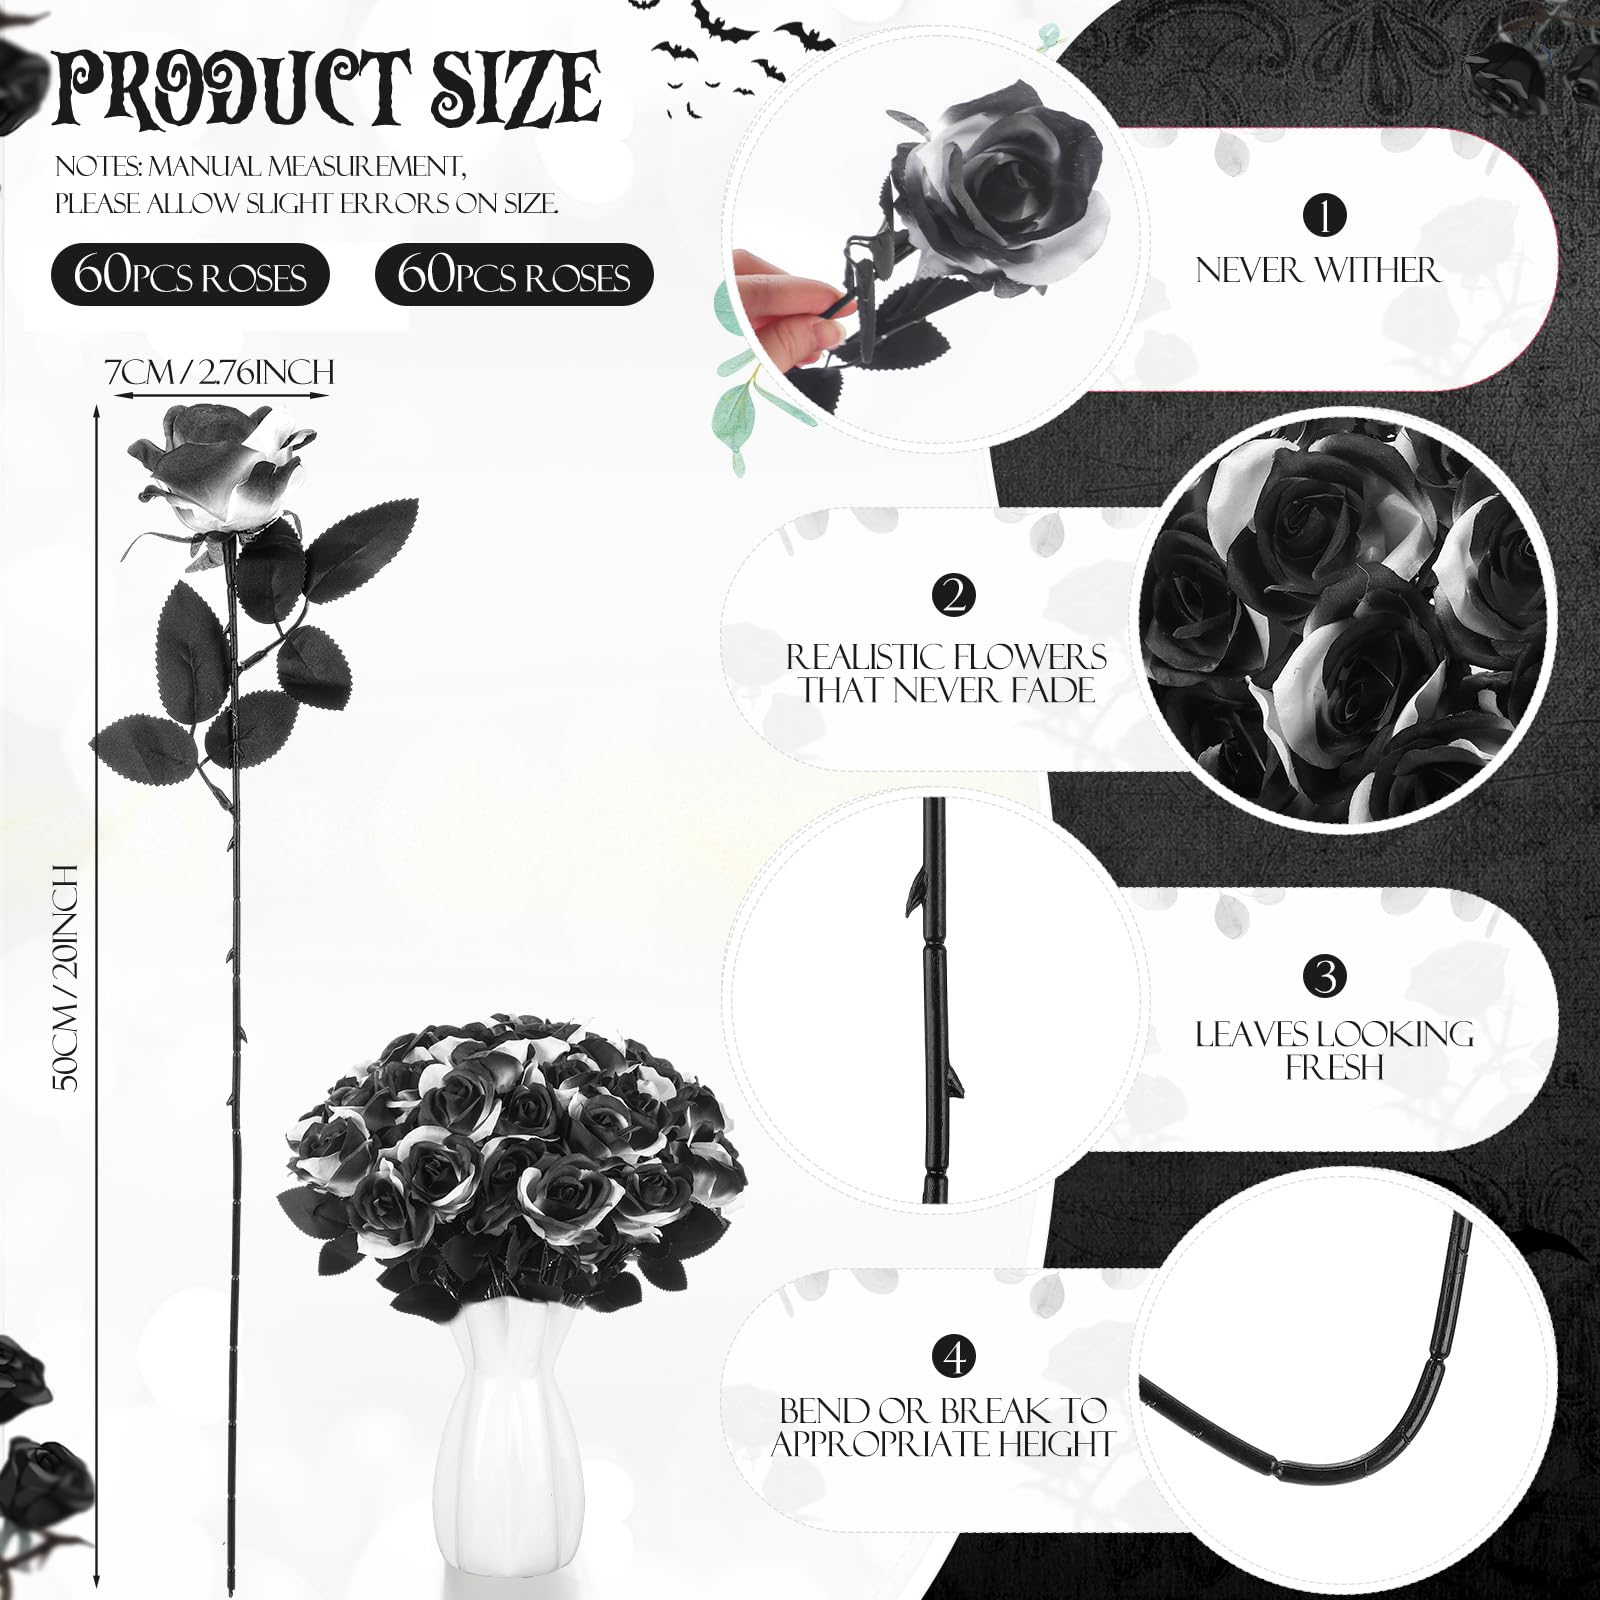 PRODUCT SIZE
NOTES: MANUAL MEASUREMENT,
PLEASE ALLOW SLIGHT ERRORS ON SIZE.
60PCS ROSES
60PCS ROSES
7CM / 2.76INCH
50CM / 20INCH
1
NEVER WITHER
2
REALISTIC FLOWERS
THAT NEVER FADE
3
LEAVES LOOKING
FRESH
4
BEND OR BREAK TO
APPROPRIATE HEIGHT